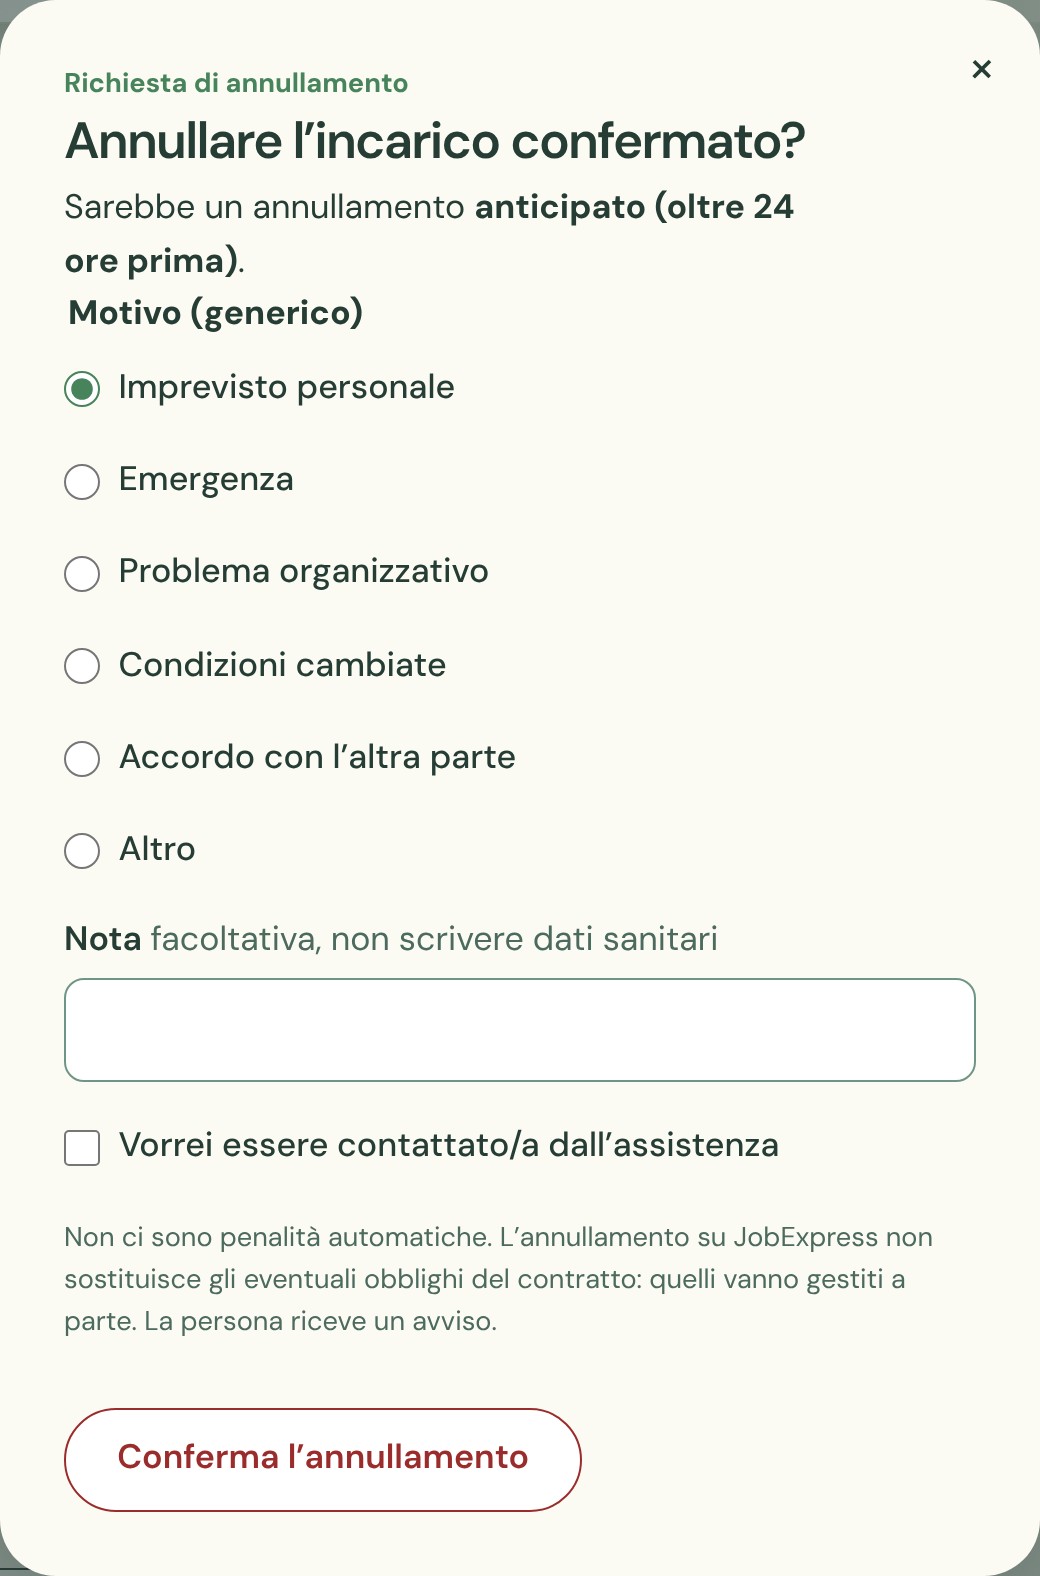 Richiesta di annullamento
Annullare l’incarico confermato?
Sarebbe un annullamento anticipato (oltre 24
ore prima).
Motivo (generico)
Imprevisto personale
Emergenza
Problema organizzativo
Condizioni cambiate
Accordo con l’altra parte
Altro
Nota facoltativa, non scrivere dati sanitari
Vorrei essere contattato/a dall’assistenza
Non ci sono penalità automatiche. L’annullamento su JobExpress non
sostituisce gli eventuali obblighi del contratto: quelli vanno gestiti a
parte. La persona riceve un avviso.
Conferma l’annullamento